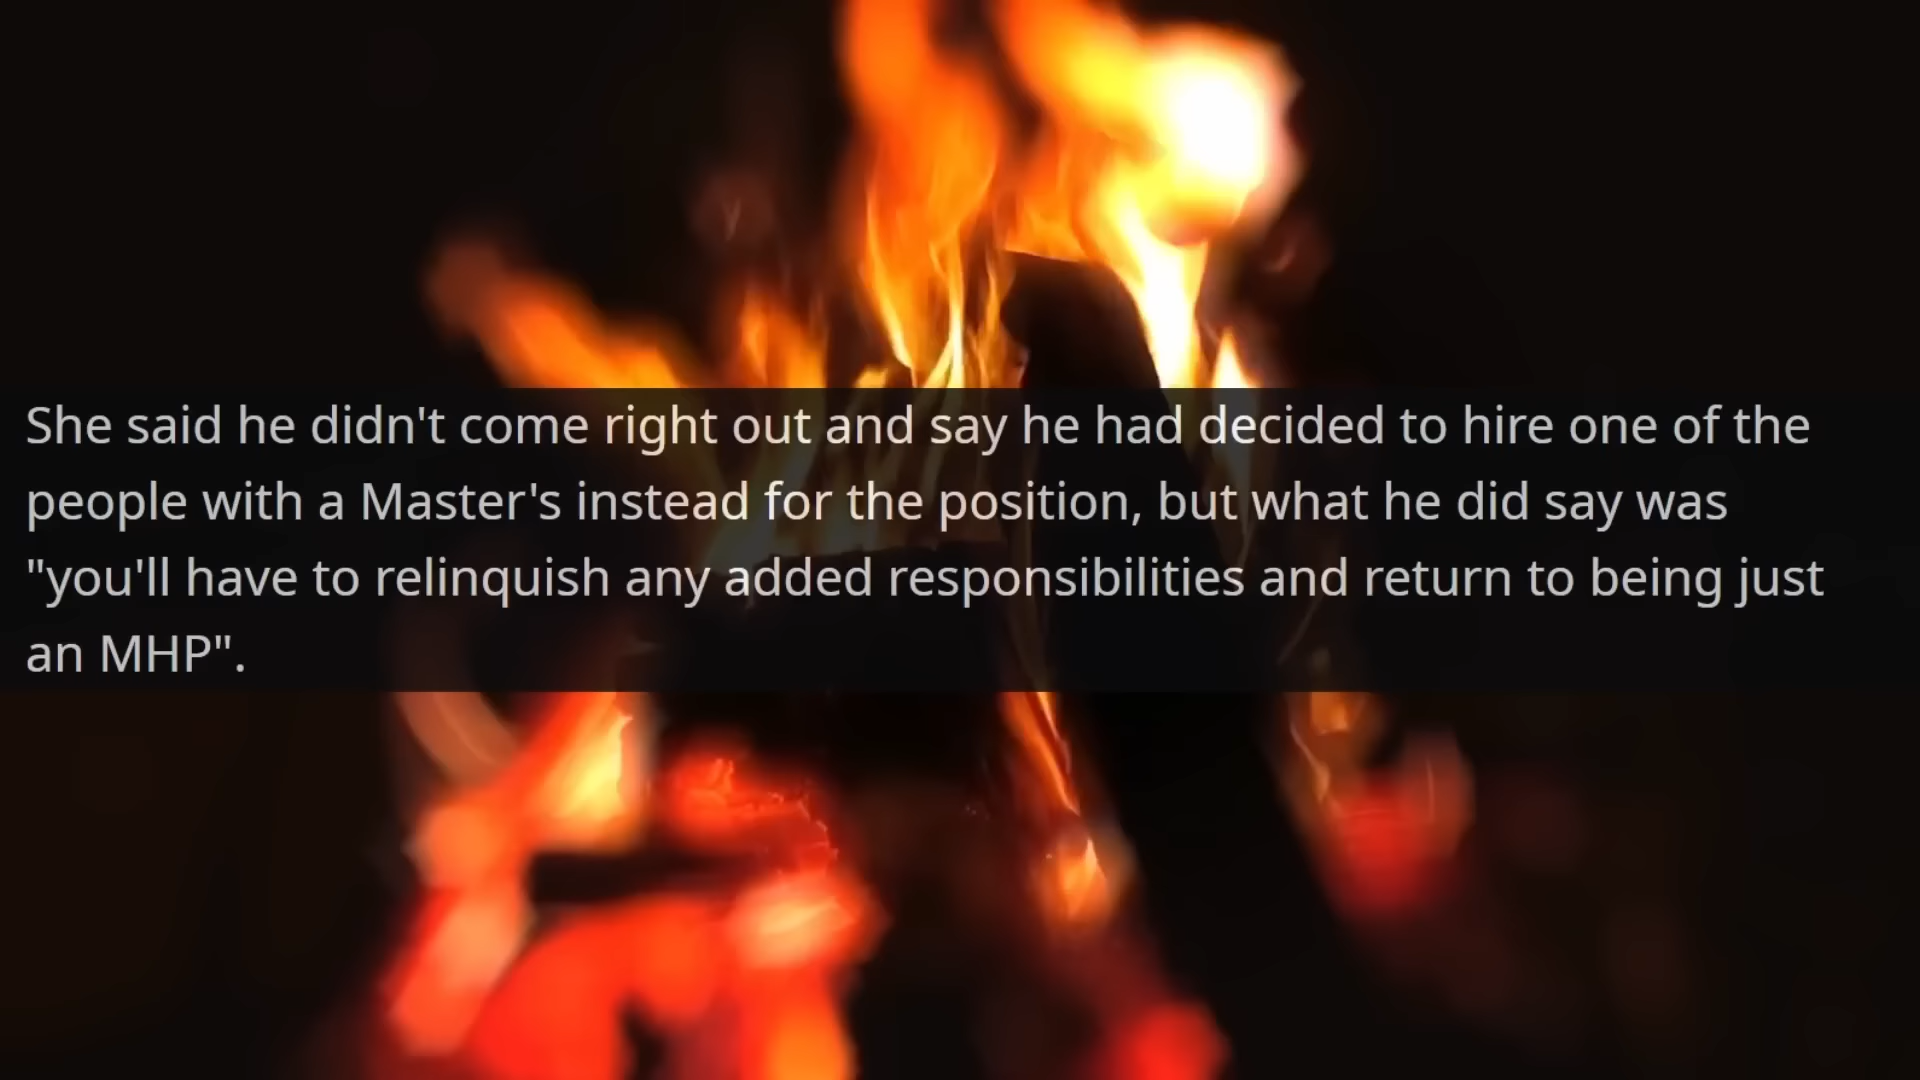 She said he didn't come right out and say he had decided to hire one of the
people with a Master's instead for the position, but what he did say was
"you'll have to relinquish any added responsibilities and return to being just
an MHP".